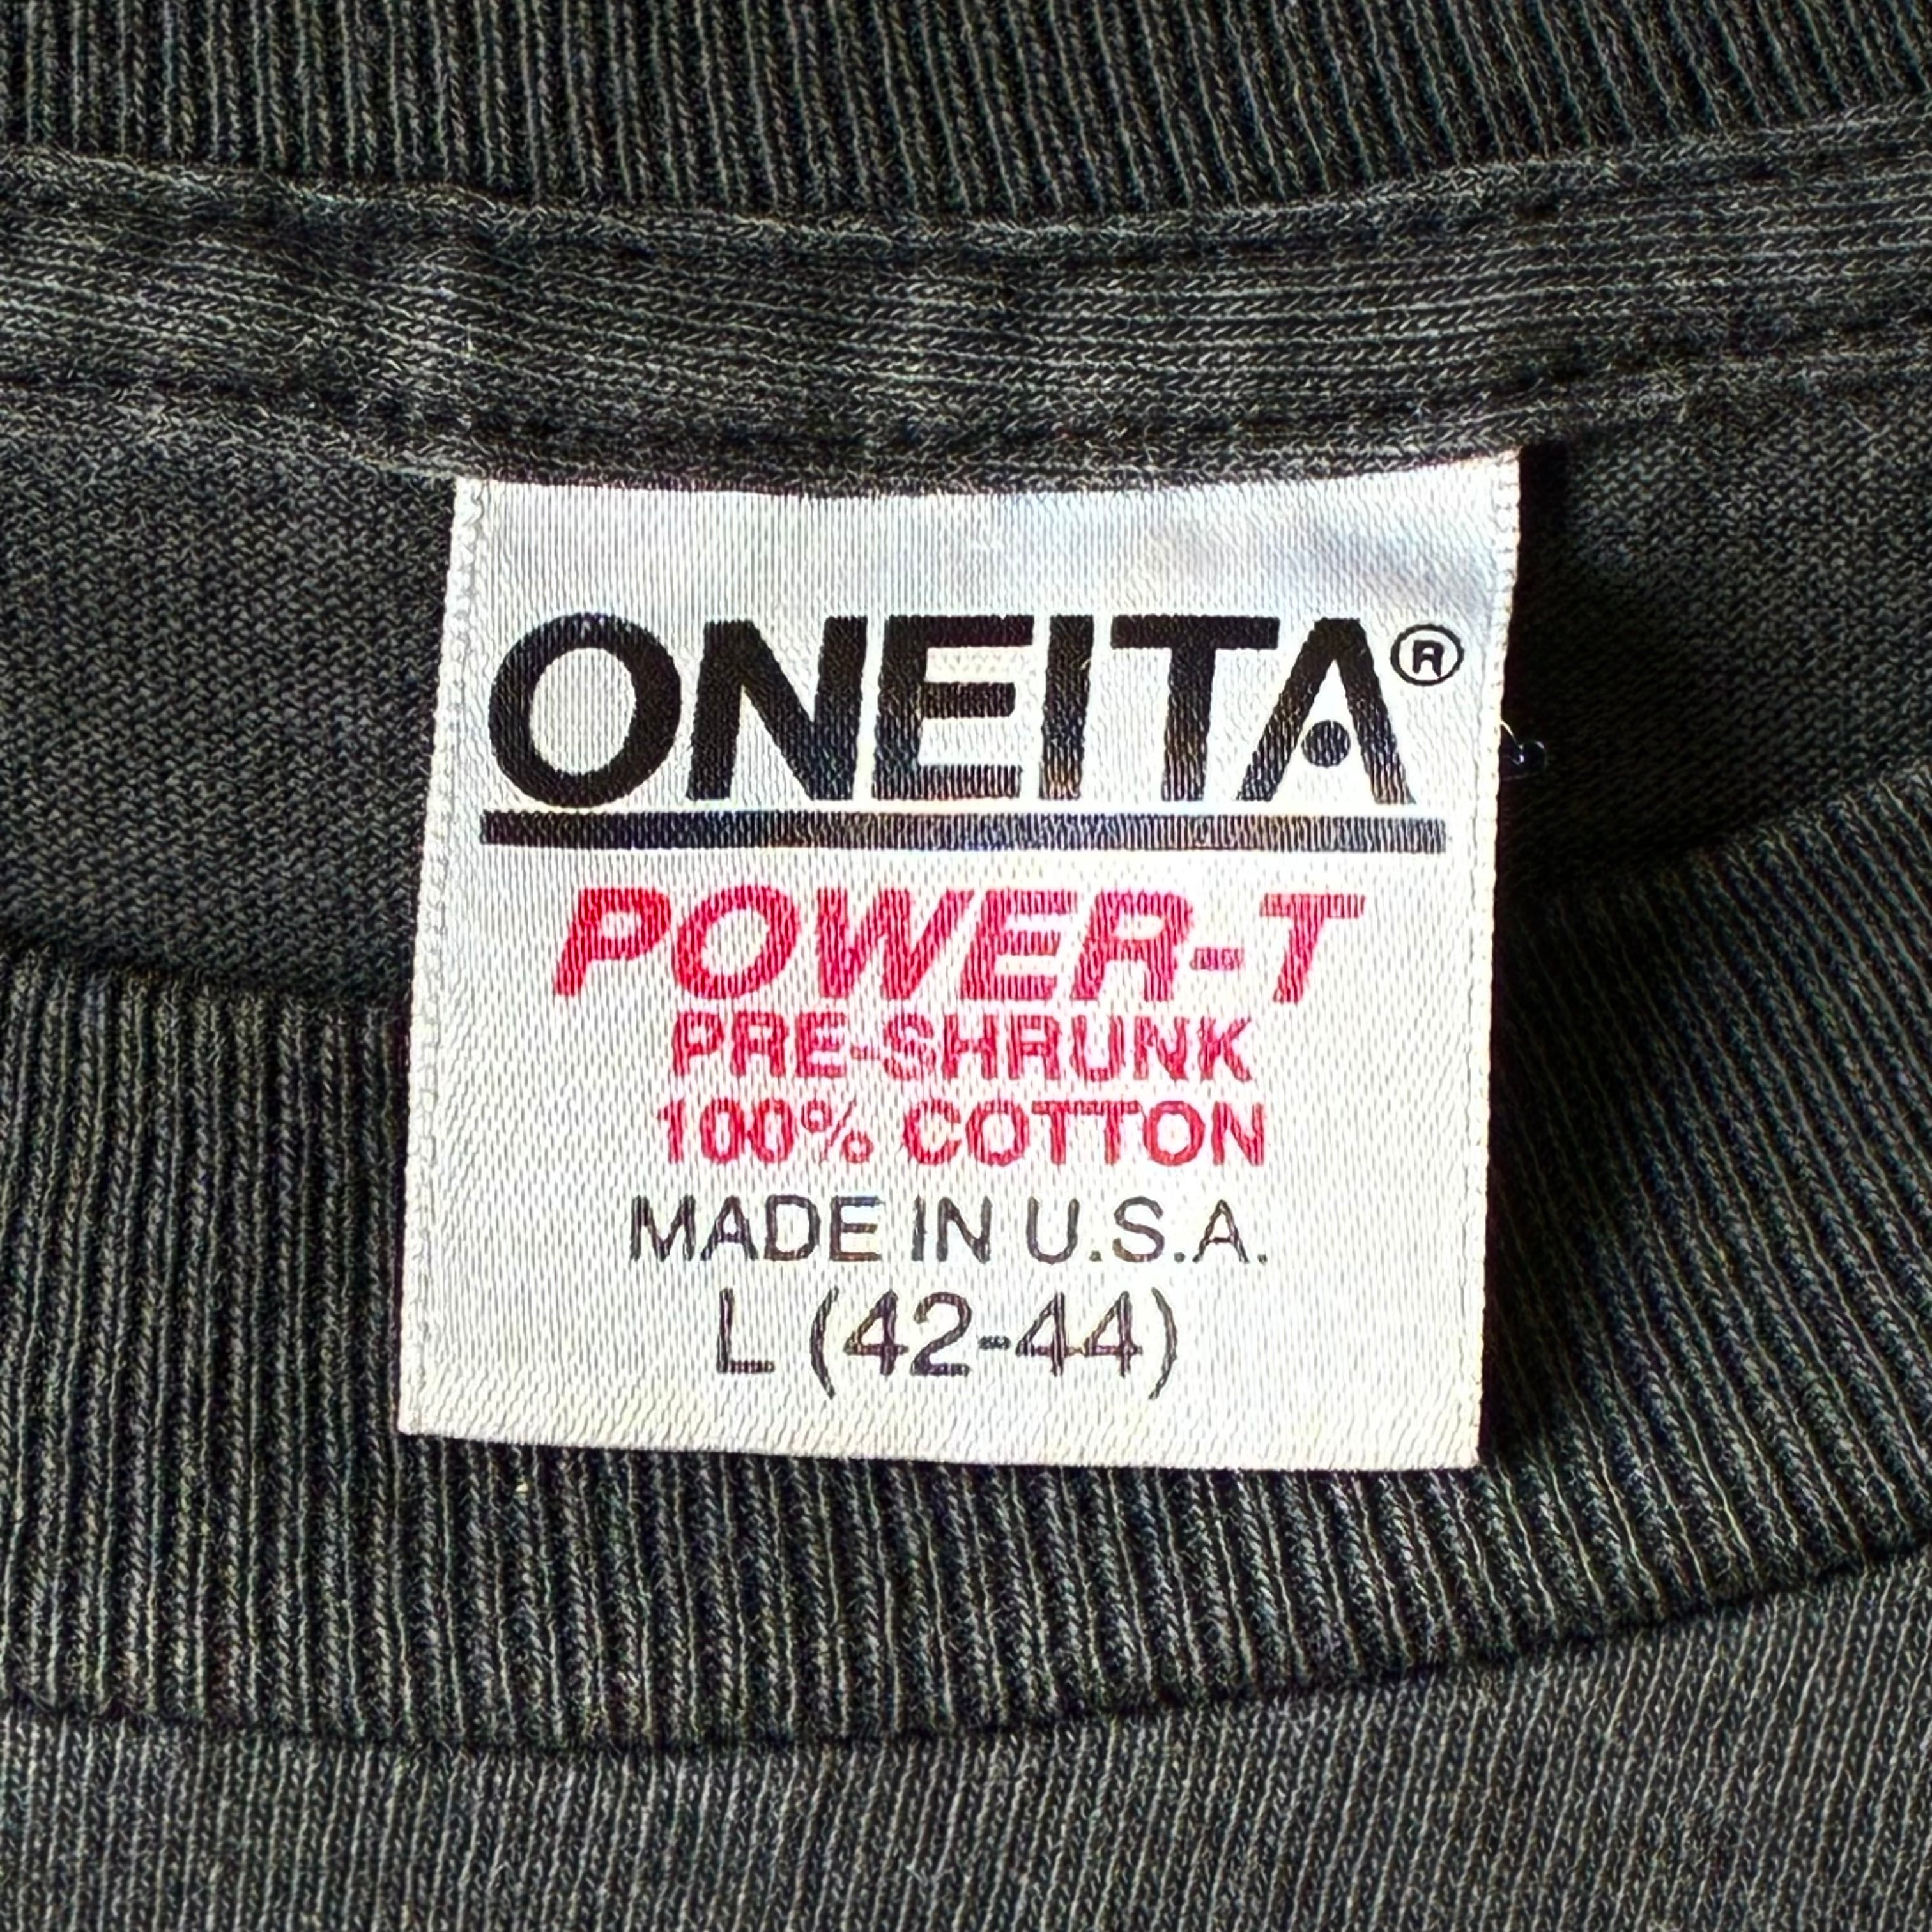 ONEITA®
POWER-T
PRE-SHRUNK
100% COTTON
MADE IN U.S.A.
L (42-44)